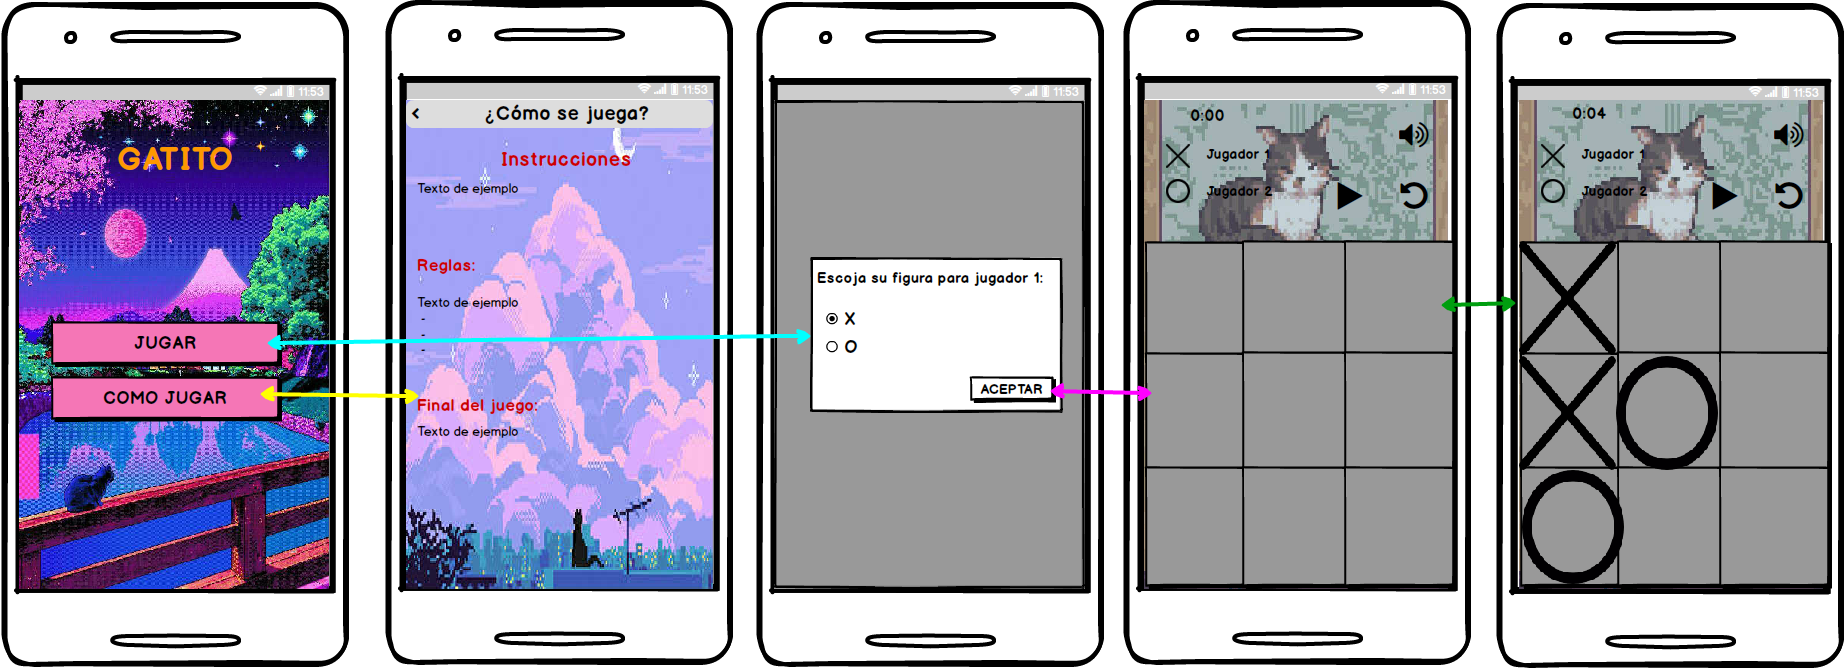 11:53
GATITO
JUGAR
COMO JUGAR
11:53
¿Cómo se juega?
Instrucciones
Texto de ejemplo
Reglas:
Texto de ejemplo
-
-
-
Final del juego:
Texto de ejemplo
11:53
Escoja su figura para jugador 1:
X
O
ACEPTAR
11:53
0:00
Jugador 1
Jugador 2
11:53
0:04
Jugador 1
Jugador 2